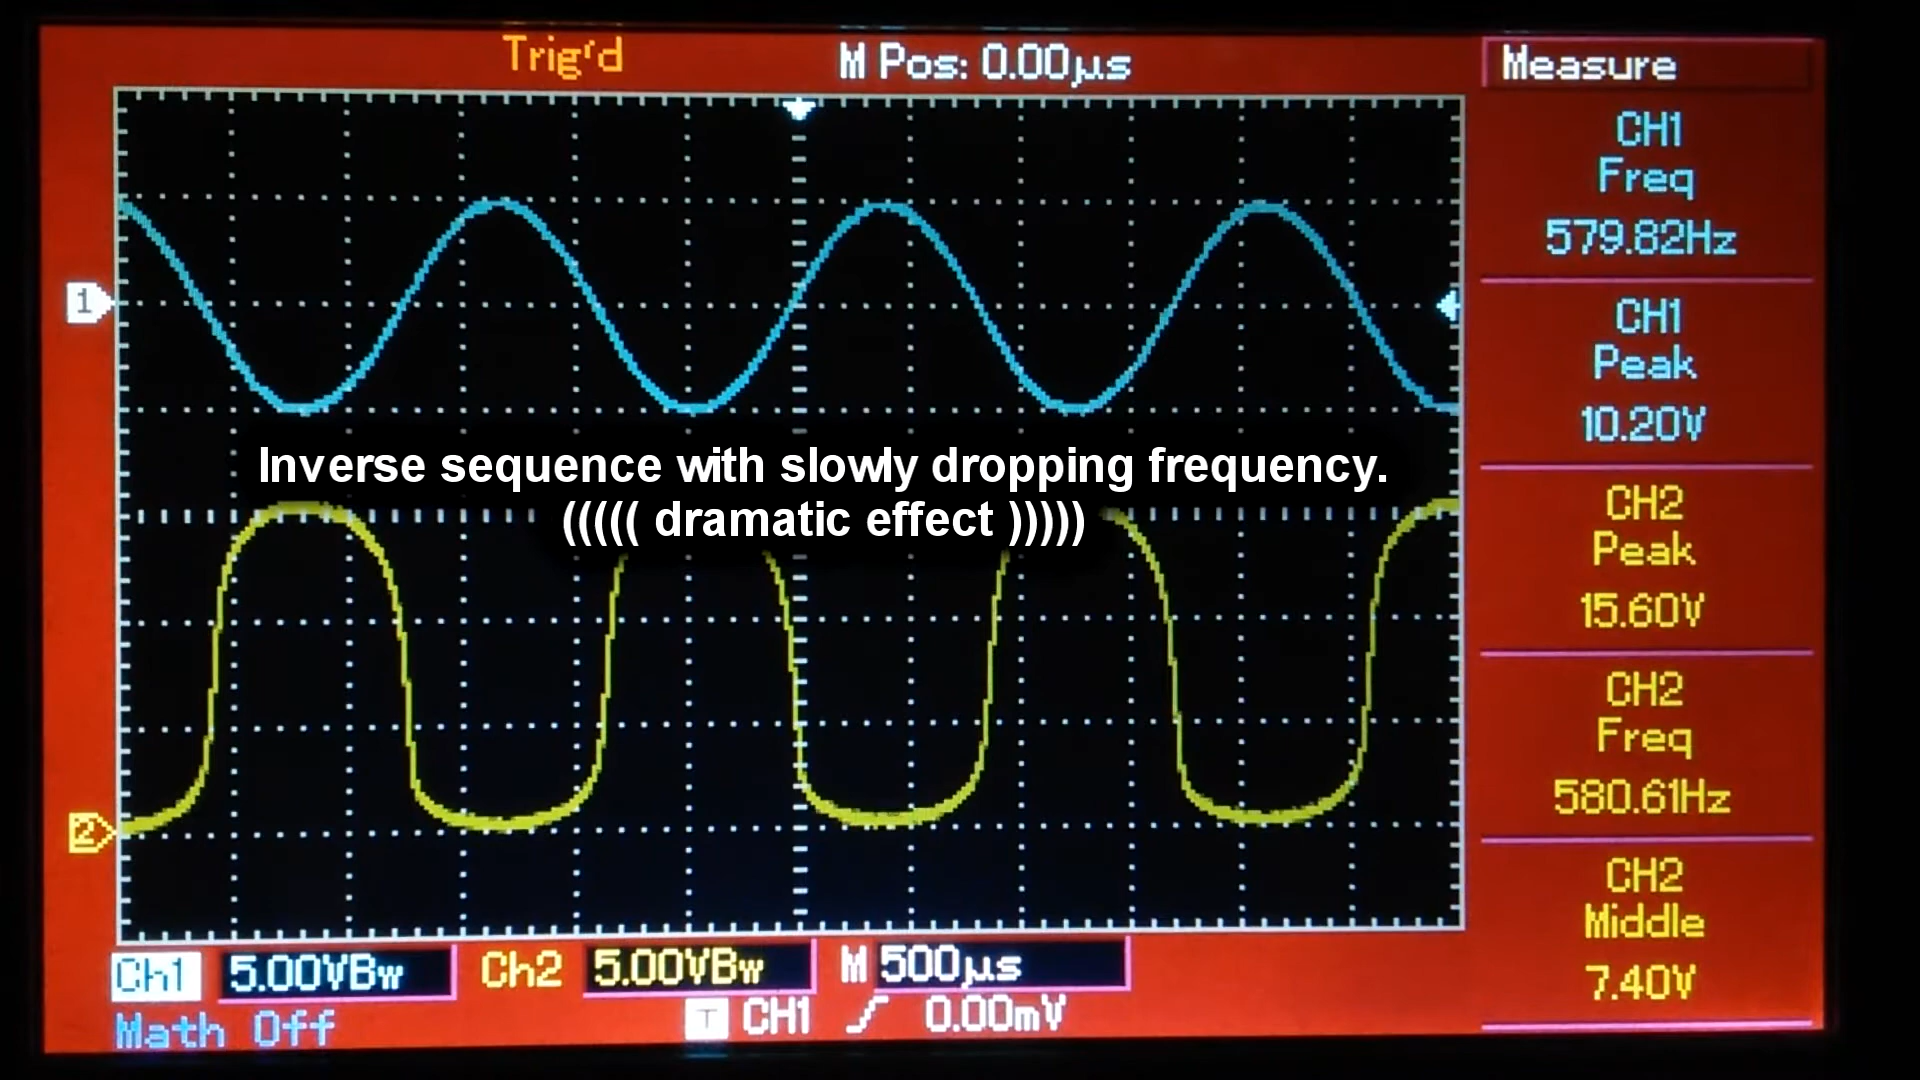 Trig'd
M Pos: 0.00µs
Measure
CH1
Freq
579.82Hz
1
CH1
Peak
10.20V
Inverse sequence with slowly dropping frequency.
((((( dramatic effect )))))
CH2
Peak
15.60V
CH2
Freq
580.61Hz
2
CH2
Middle
7.40V
Ch1 5.00VBw Ch2 5.00VBw M 500µs
Math Off T CH1 0.00mV